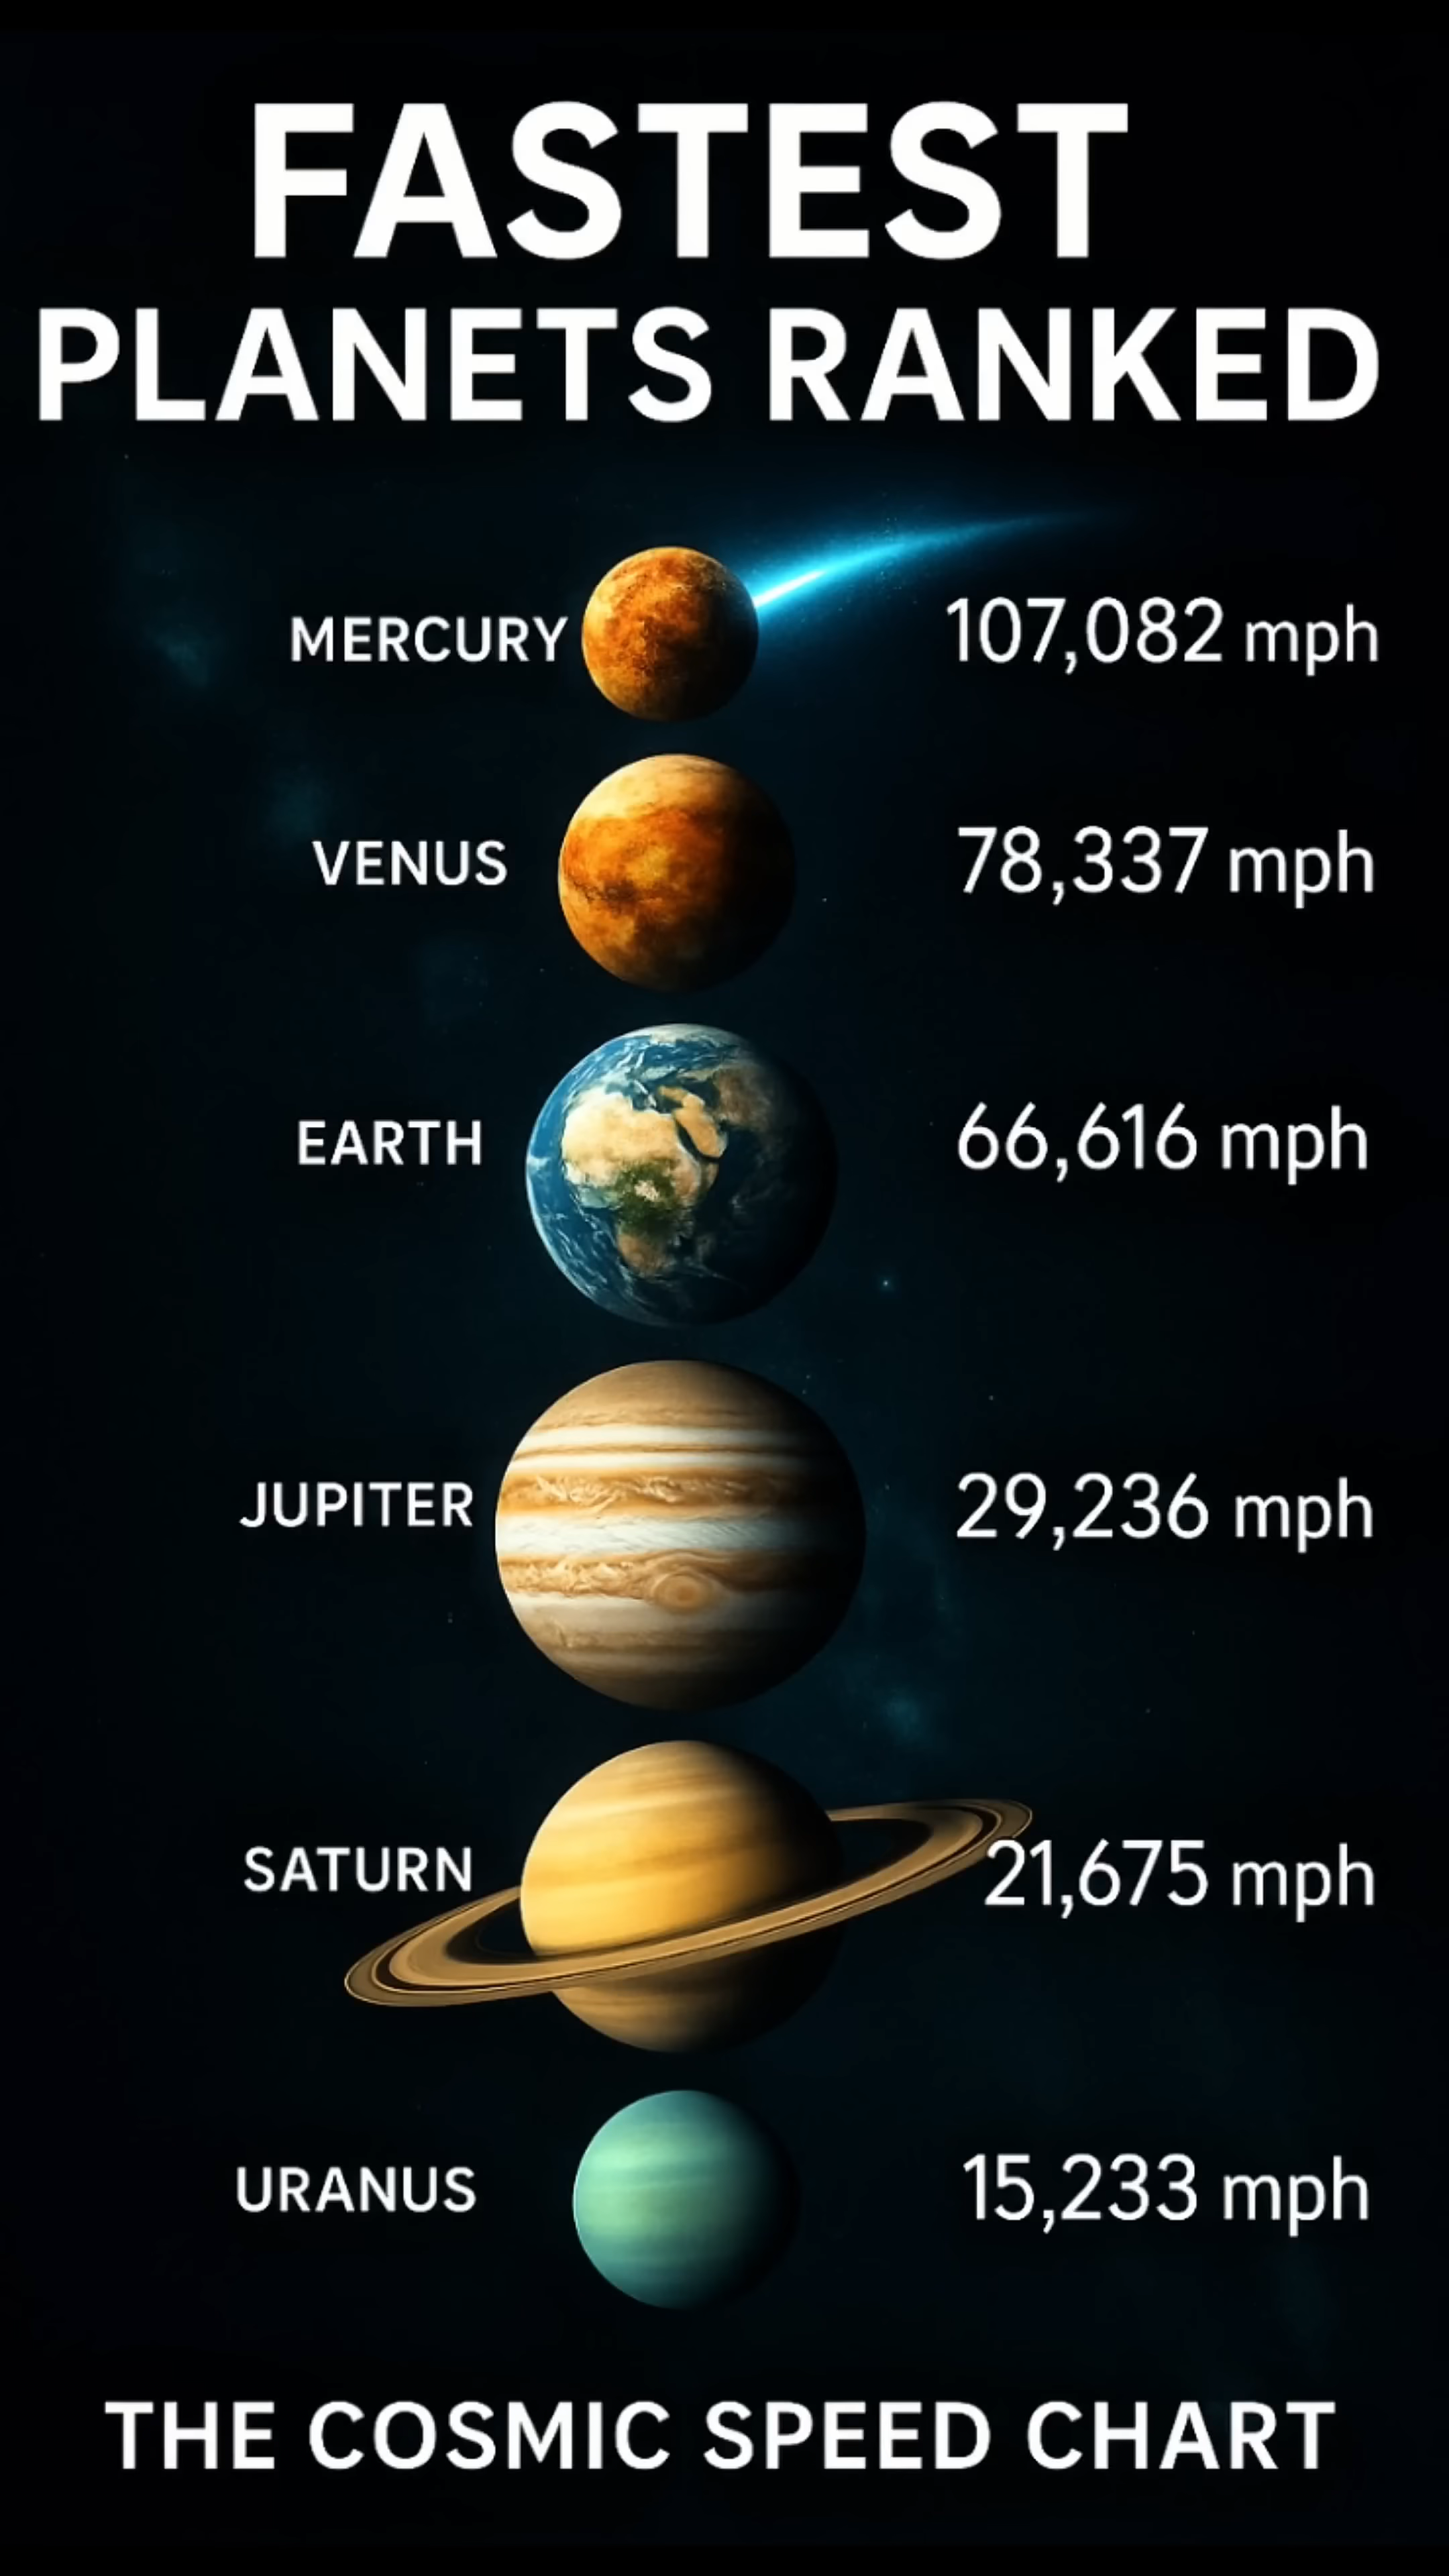 FASTEST
PLANETS RANKED
MERCURY 107,082 mph
VENUS 78,337 mph
EARTH 66,616 mph
JUPITER 29,236 mph
SATURN 21,675 mph
URANUS 15,233 mph
THE COSMIC SPEED CHART